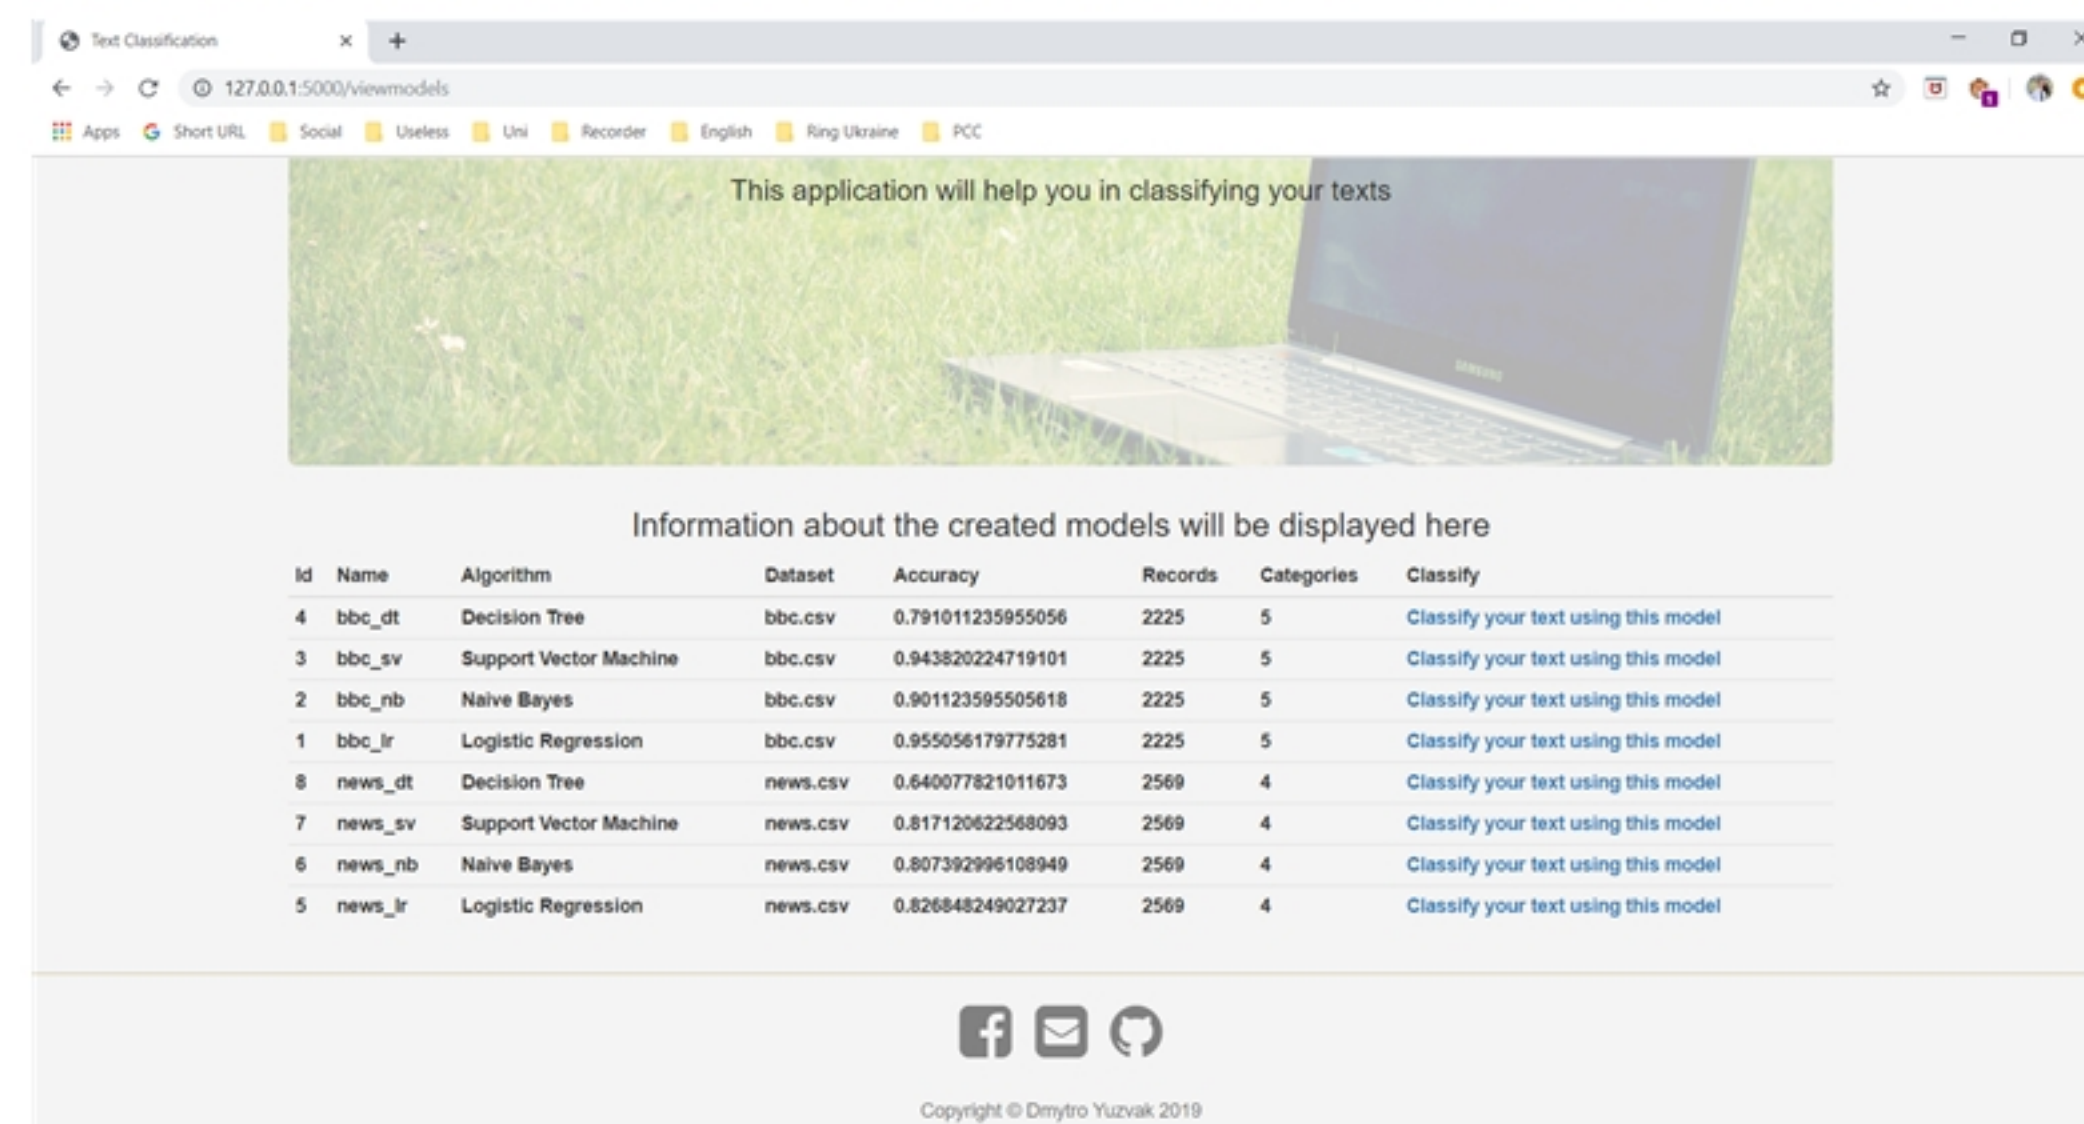 Text Classification
127.0.0.1:5000/viewmodels
Apps Short URL Social Useless Uni Recorder English Ring Ukraine PCC
This application will help you in classifying your texts
SAMSUNG
Information about the created models will be displayed here
Id Name Algorithm Dataset Accuracy Records Categories Classify
4 bbc_dt Decision Tree bbc.csv 0.791011235955056 2225 5 Classify your text using this model
3 bbc_sv Support Vector Machine bbc.csv 0.943820224719101 2225 5 Classify your text using this model
2 bbc_nb Naive Bayes bbc.csv 0.901123595505618 2225 5 Classify your text using this model
1 bbc_lr Logistic Regression bbc.csv 0.955056179775281 2225 5 Classify your text using this model
8 news_dt Decision Tree news.csv 0.640077821011673 2569 4 Classify your text using this model
7 news_sv Support Vector Machine news.csv 0.817120622568093 2569 4 Classify your text using this model
6 news_nb Naive Bayes news.csv 0.807392996108949 2569 4 Classify your text using this model
5 news_lr Logistic Regression news.csv 0.826848249027237 2569 4 Classify your text using this model
Copyright © Dmytro Yuzvak 2019